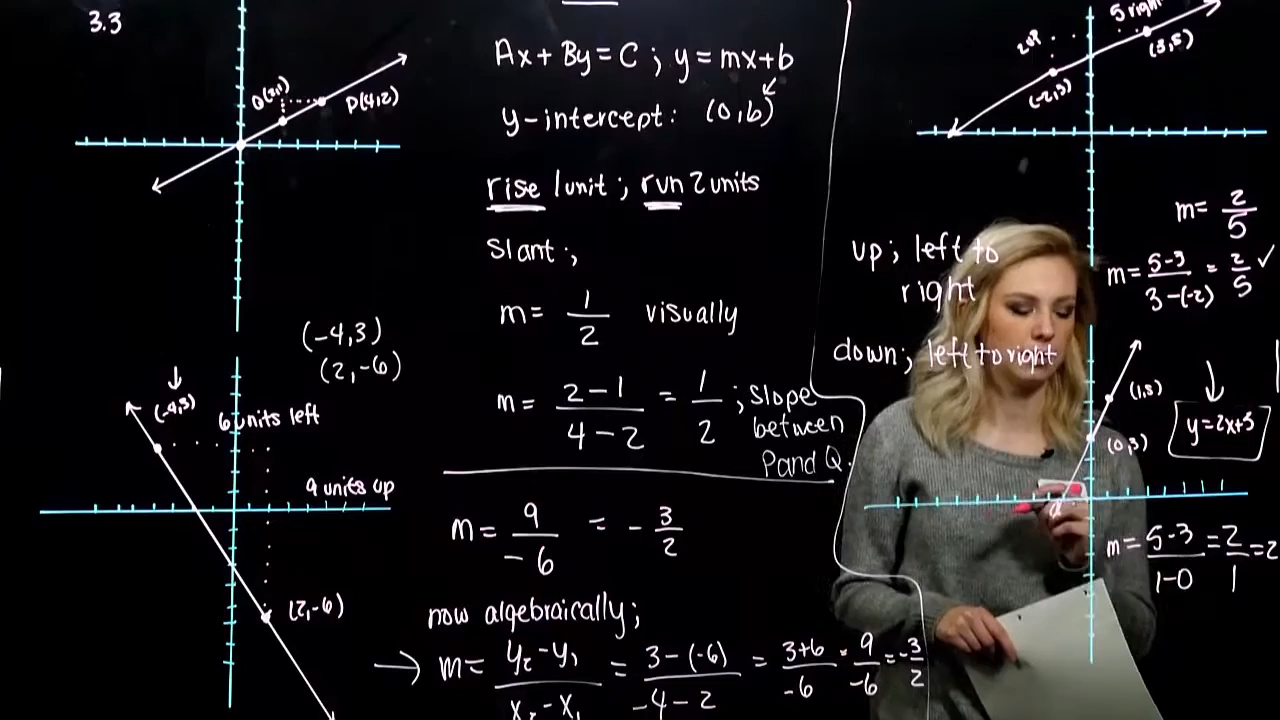 3.3
Q(2,1)
P(4,2)
Ax + By = C ; y = mx+b
y-intercept: (0,b)
rise 1 unit ; run 2 units
Slant ;
m = 1/2 visually
m = 2-1/4-2 = 1/2 ; Slope
between
P and Q.
(-4,3)
(2,-6)
(-4,3)
6 units left
9 units up
(2,-6)
m = 9/-6 = -3/2
now algebraically;
→ m = y₂-y₁/x₂-x₁ = 3-(-6)/-4-2 = 3+6/-6 = 9/-6 = -3/2
5 right
2 up
(3,5)
(-2,3)
m = 2/5
m = 5-3/3-(-2) = 2/5 ✓
up; left to
right
down; left to right
(1,5)
(0,3)
y=2x+5
m = 5-3/1-0 = 2/1 = 2